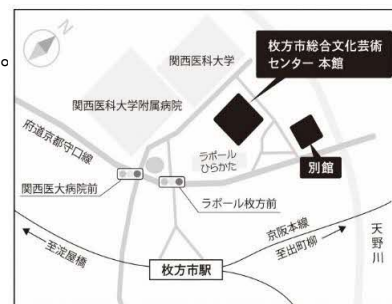 枚方市総合文化芸術
センター 本館
関西医科大学
関西医科大学附属病院
府道京都守口線
ラポール
ひらかた
別館
関西医大病院前
ラポール枚方前
京阪本線
至出町柳
天野川
至淀屋橋
枚方市駅